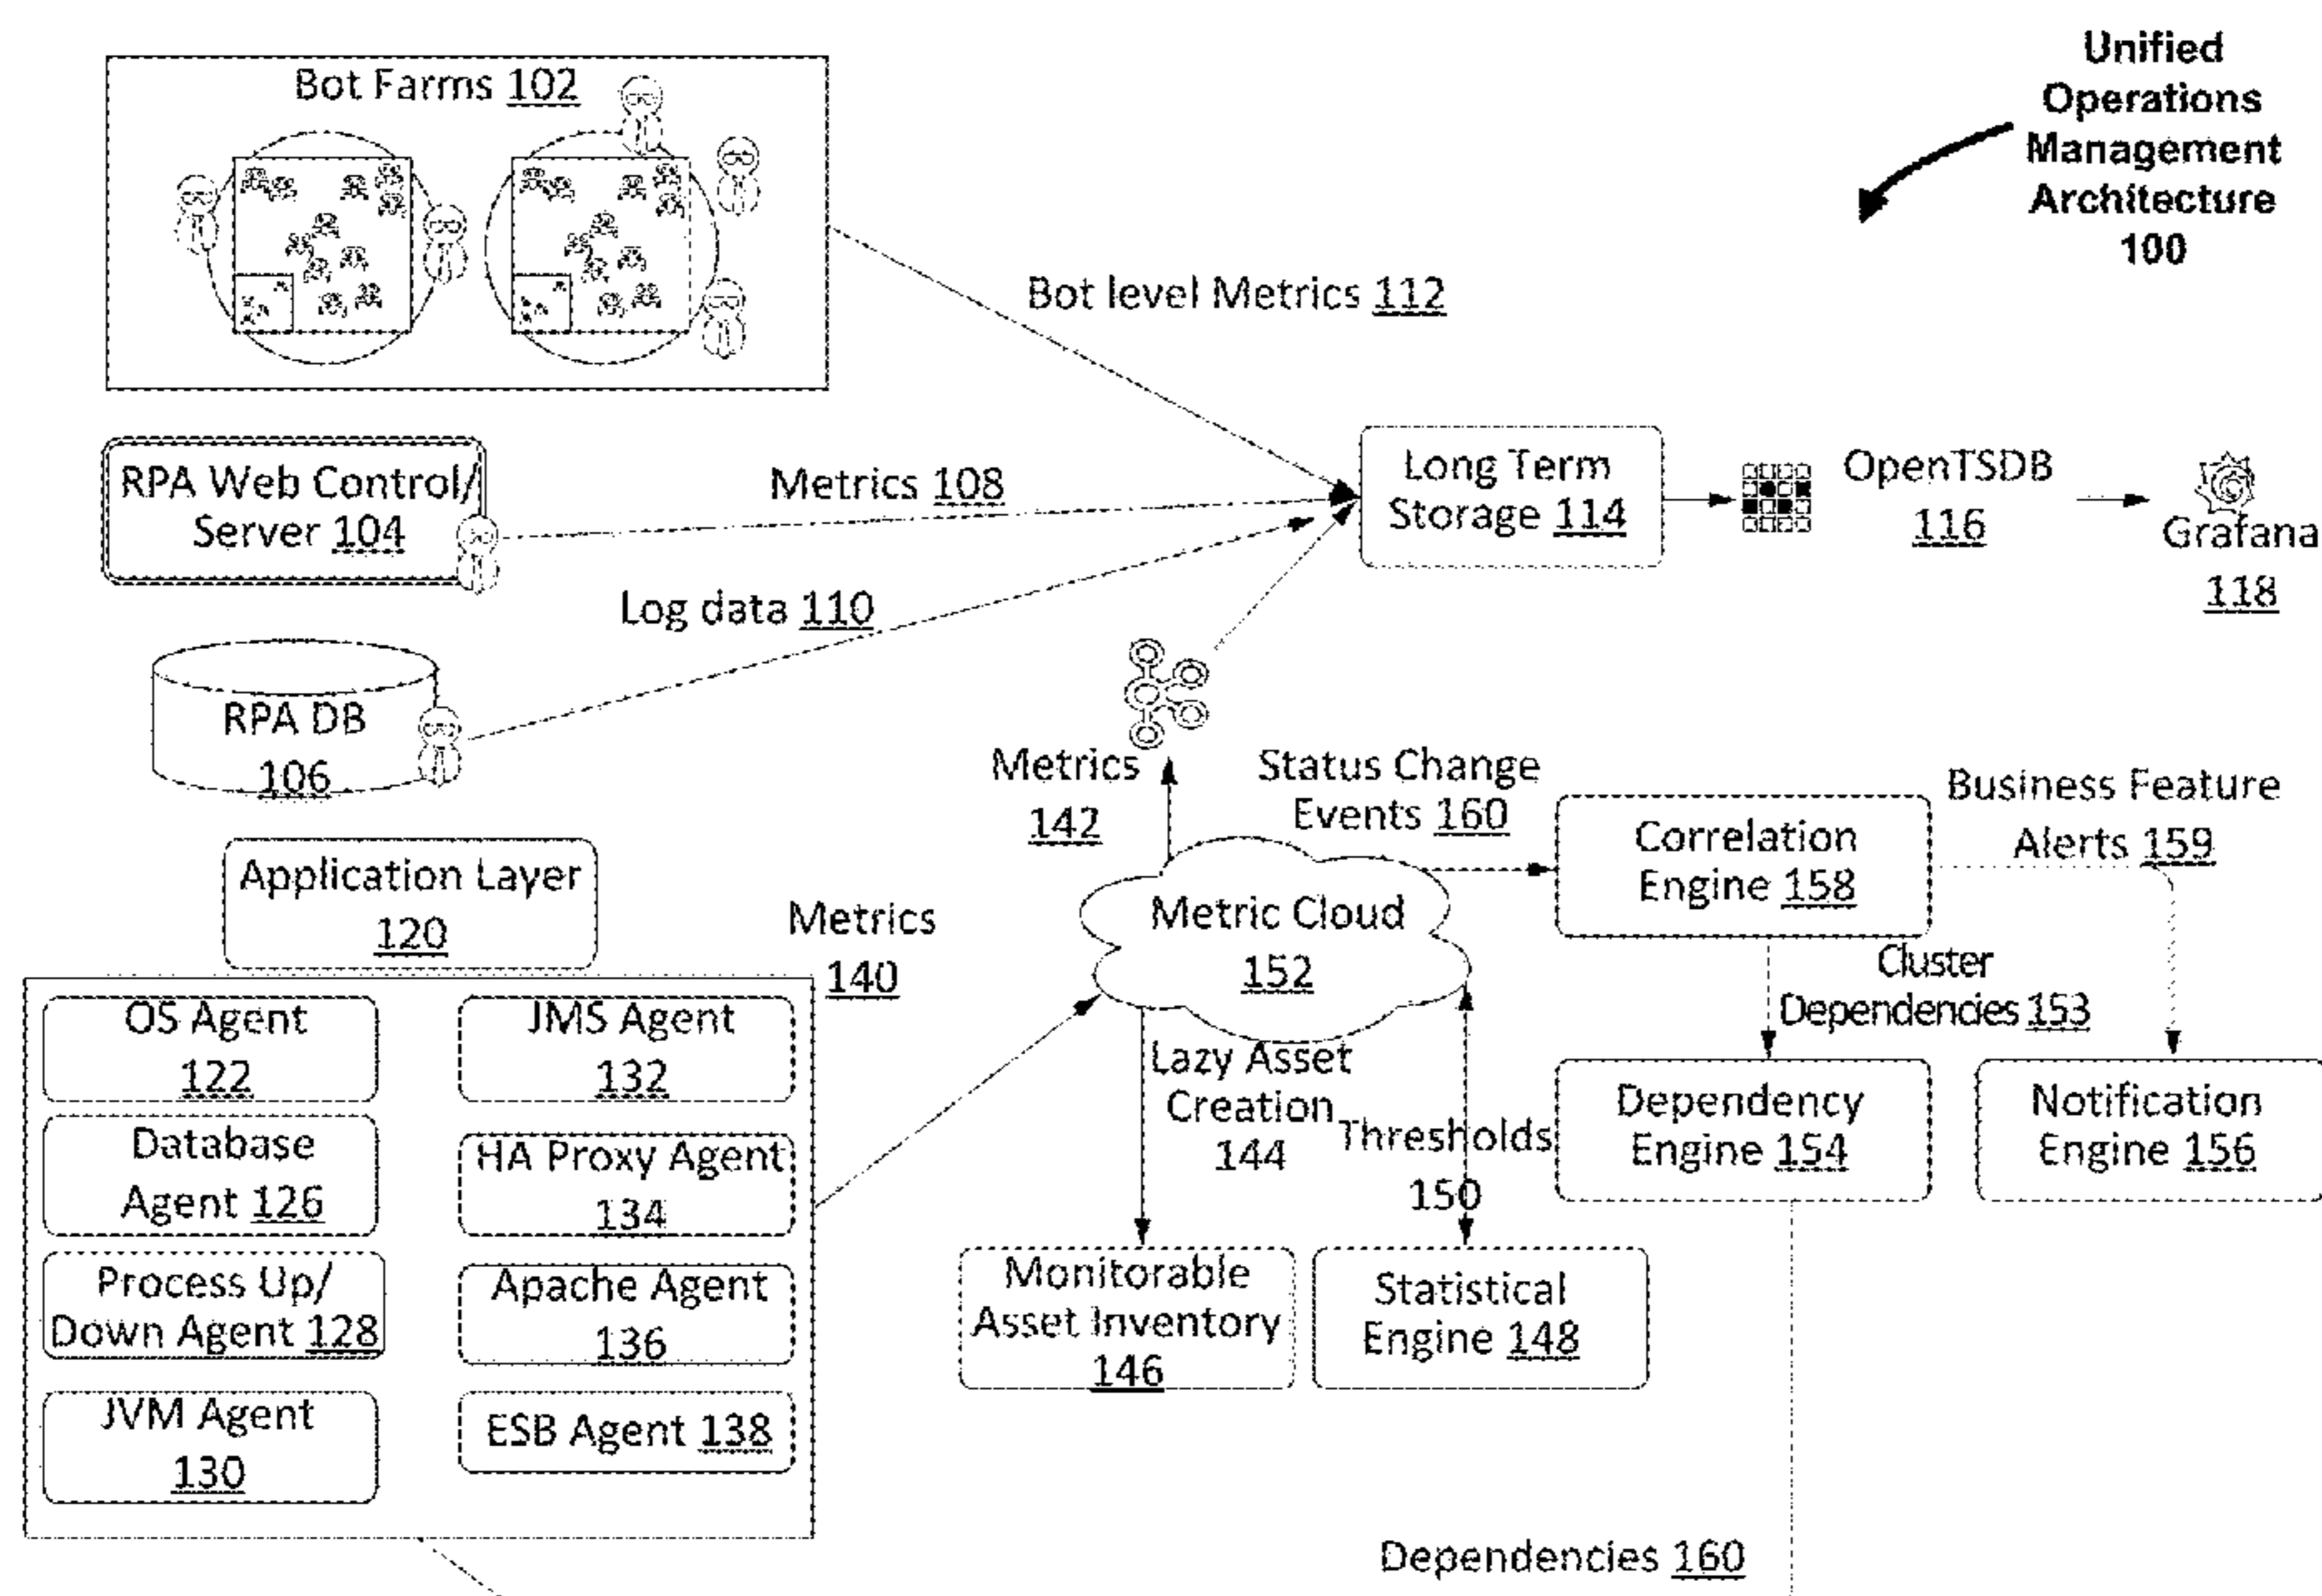 Unified
Operations
Management
Architecture
100
Bot Farms 102
Bot level Metrics 112
RPA Web Control/
Server 104
Metrics 108
Long Term
Storage 114
OpenTSDB
116
Grafana
118
Log data 110
RPA DB
106
Metrics
142
Status Change
Events 160
Business Feature
Alerts 159
Correlation
Engine 158
Application Layer
120
Metrics
140
Metric Cloud
152
Cluster
Dependencies 153
OS Agent
122
JMS Agent
132
Lazy Asset
Creation
144
Thresholds
150
Dependency
Engine 154
Notification
Engine 156
Database
Agent 126
HA Proxy Agent
134
Process Up/
Down Agent 128
Apache Agent
136
Monitorable
Asset Inventory
146
Statistical
Engine 148
JVM Agent
130
ESB Agent 138
Dependencies 160